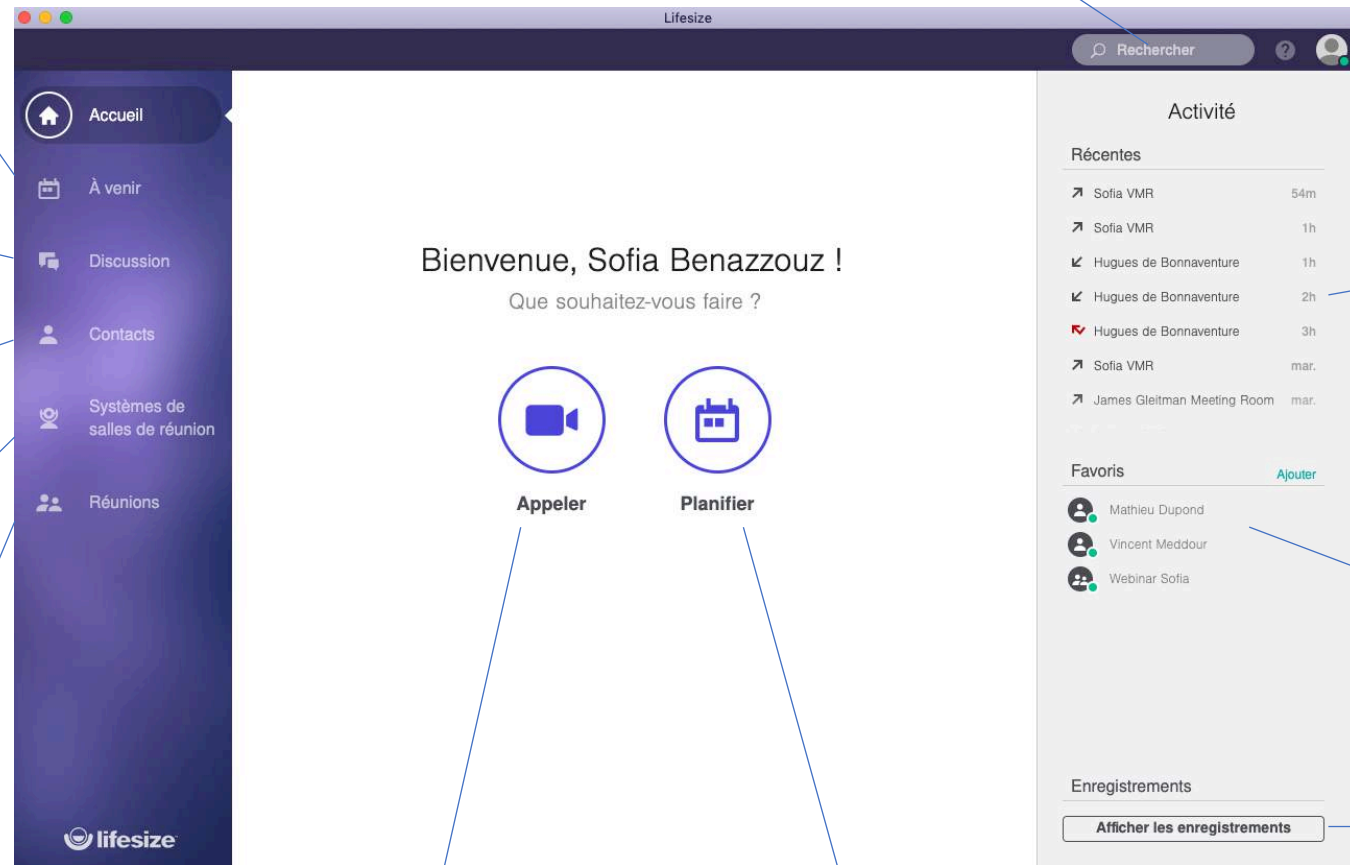 Lifesize
Rechercher
?
Accueil
À venir
Discussion
Contacts
Systèmes de
salles de réunion
Réunions
lifesize
Bienvenue, Sofia Benazzouz !
Que souhaitez-vous faire ?
Appeler
Planifier
Activité
Récentes
Sofia VMR 54m
Sofia VMR 1h
Hugues de Bonnaventure 1h
Hugues de Bonnaventure 2h
Hugues de Bonnaventure 3h
Sofia VMR mar.
James Gleitman Meeting Room mar.
Favoris Ajouter
Mathieu Dupond
Vincent Meddour
Webinar Sofia
Enregistrements
Afficher les enregistrements